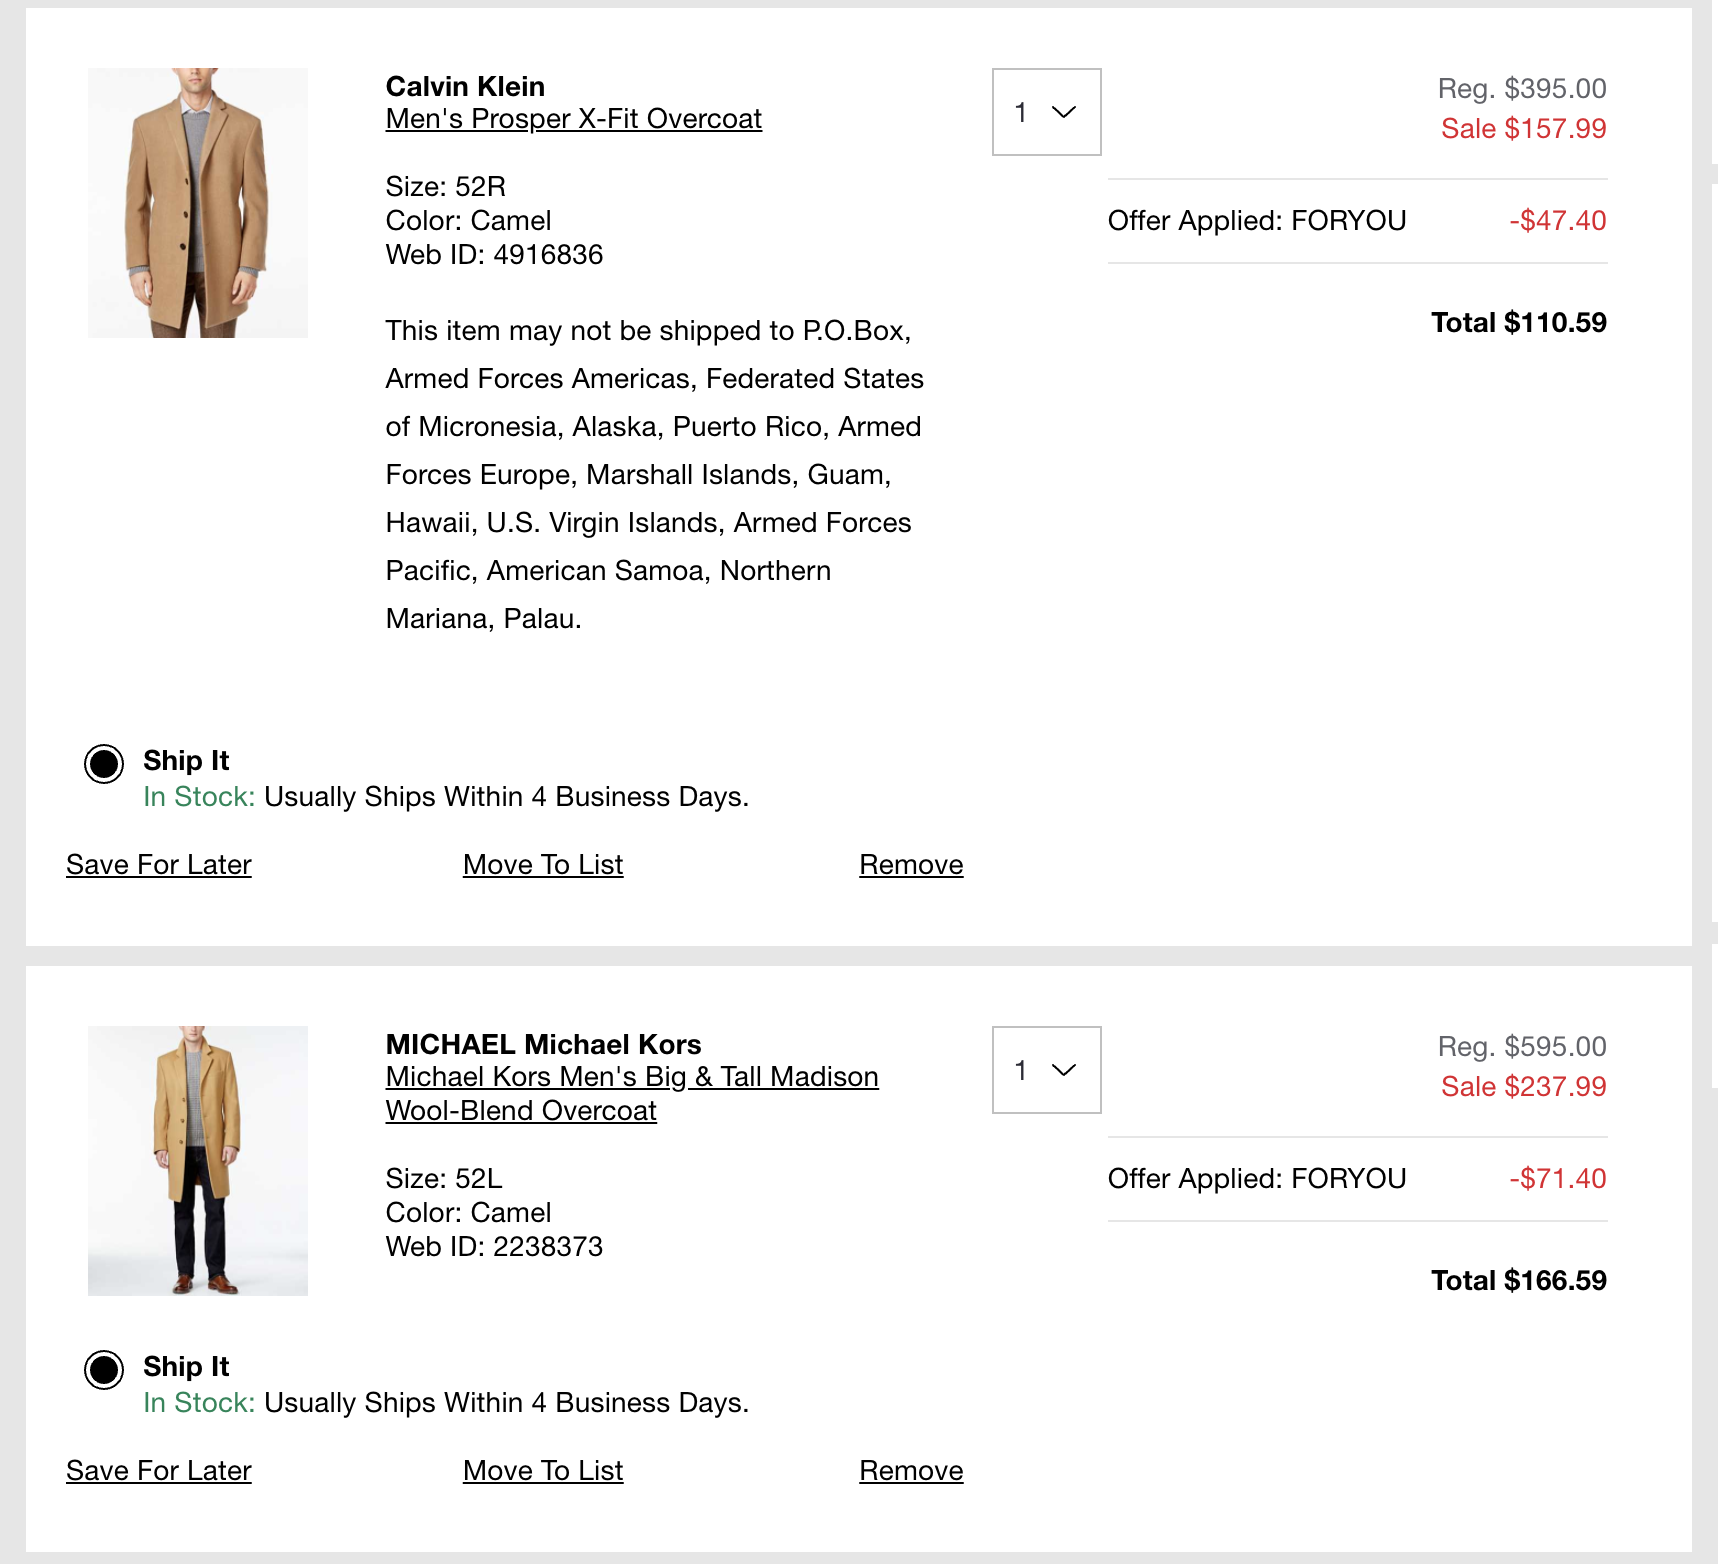 Calvin Klein
Men's Prosper X-Fit Overcoat
Size: 52R
Color: Camel
Web ID: 4916836
This item may not be shipped to P.O.Box,
Armed Forces Americas, Federated States
of Micronesia, Alaska, Puerto Rico, Armed
Forces Europe, Marshall Islands, Guam,
Hawaii, U.S. Virgin Islands, Armed Forces
Pacific, American Samoa, Northern
Mariana, Palau.
1
Reg. $395.00
Sale $157.99
Offer Applied: FORYOU -$47.40
Total $110.59
Ship It
In Stock: Usually Ships Within 4 Business Days.
Save For Later Move To List Remove
MICHAEL Michael Kors
Michael Kors Men's Big & Tall Madison
Wool-Blend Overcoat
Size: 52L
Color: Camel
Web ID: 2238373
1
Reg. $595.00
Sale $237.99
Offer Applied: FORYOU -$71.40
Total $166.59
Ship It
In Stock: Usually Ships Within 4 Business Days.
Save For Later Move To List Remove